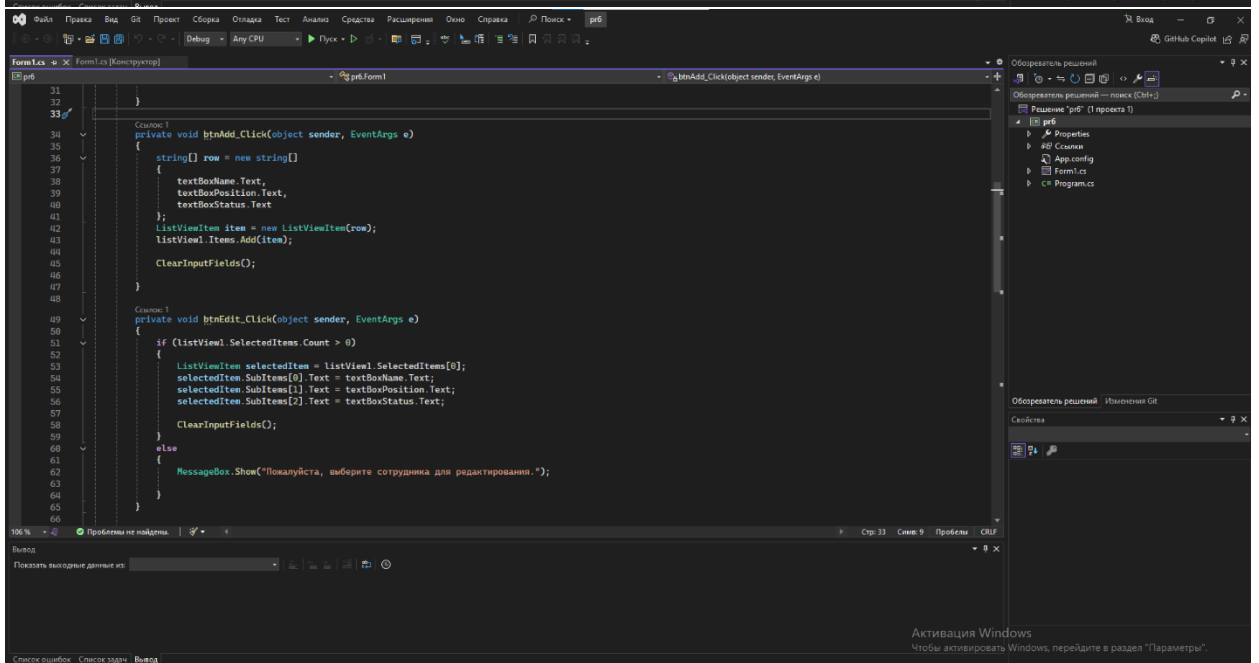 Список ошибок Список задач Вывод
Файл Правка Вид Git Проект Сборка Отладка Тест Анализ Средства Расширения Окно Справка Поиск pr6 Вход
Debug Any CPU Пуск GitHub Copilot
Form1.cs Form1.cs [Конструктор]
pr6 pr6.Form1 btnAdd_Click(object sender, EventArgs e)
31
32 }
33
Ссылок: 1
34 private void btnAdd_Click(object sender, EventArgs e)
35 {
36 string[] row = new string[]
37 {
38 textBoxName.Text,
39 textBoxPosition.Text,
40 textBoxStatus.Text
41 };
42 ListViewItem item = new ListViewItem(row);
43 listView1.Items.Add(item);
44
45 ClearInputFields();
46
47 }
48
Ссылок: 1
49 private void btnEdit_Click(object sender, EventArgs e)
50 {
51 if (listView1.SelectedItems.Count > 0)
52 {
53 ListViewItem selectedItem = listView1.SelectedItems[0];
54 selectedItem.SubItems[0].Text = textBoxName.Text;
55 selectedItem.SubItems[1].Text = textBoxPosition.Text;
56 selectedItem.SubItems[2].Text = textBoxStatus.Text;
57
58 ClearInputFields();
59 }
60 else
61 {
62 MessageBox.Show("Пожалуйста, выберите сотрудника для редактирования.");
63
64 }
65 }
66
106 % Проблемы не найдены. Стр: 33 Симв: 9 Пробелы CRLF
Вывод
Показать выходные данные из:
Список ошибок Список задач Вывод
Обозреватель решений
Обозреватель решений — поиск (Ctrl+;)
Решение "pr6" (1 проекта 1)
pr6
Properties
Ссылки
App.config
Form1.cs
C# Program.cs
Обозреватель решений Изменения Git
Свойства
Активация Windows
Чтобы активировать Windows, перейдите в раздел "Параметры".